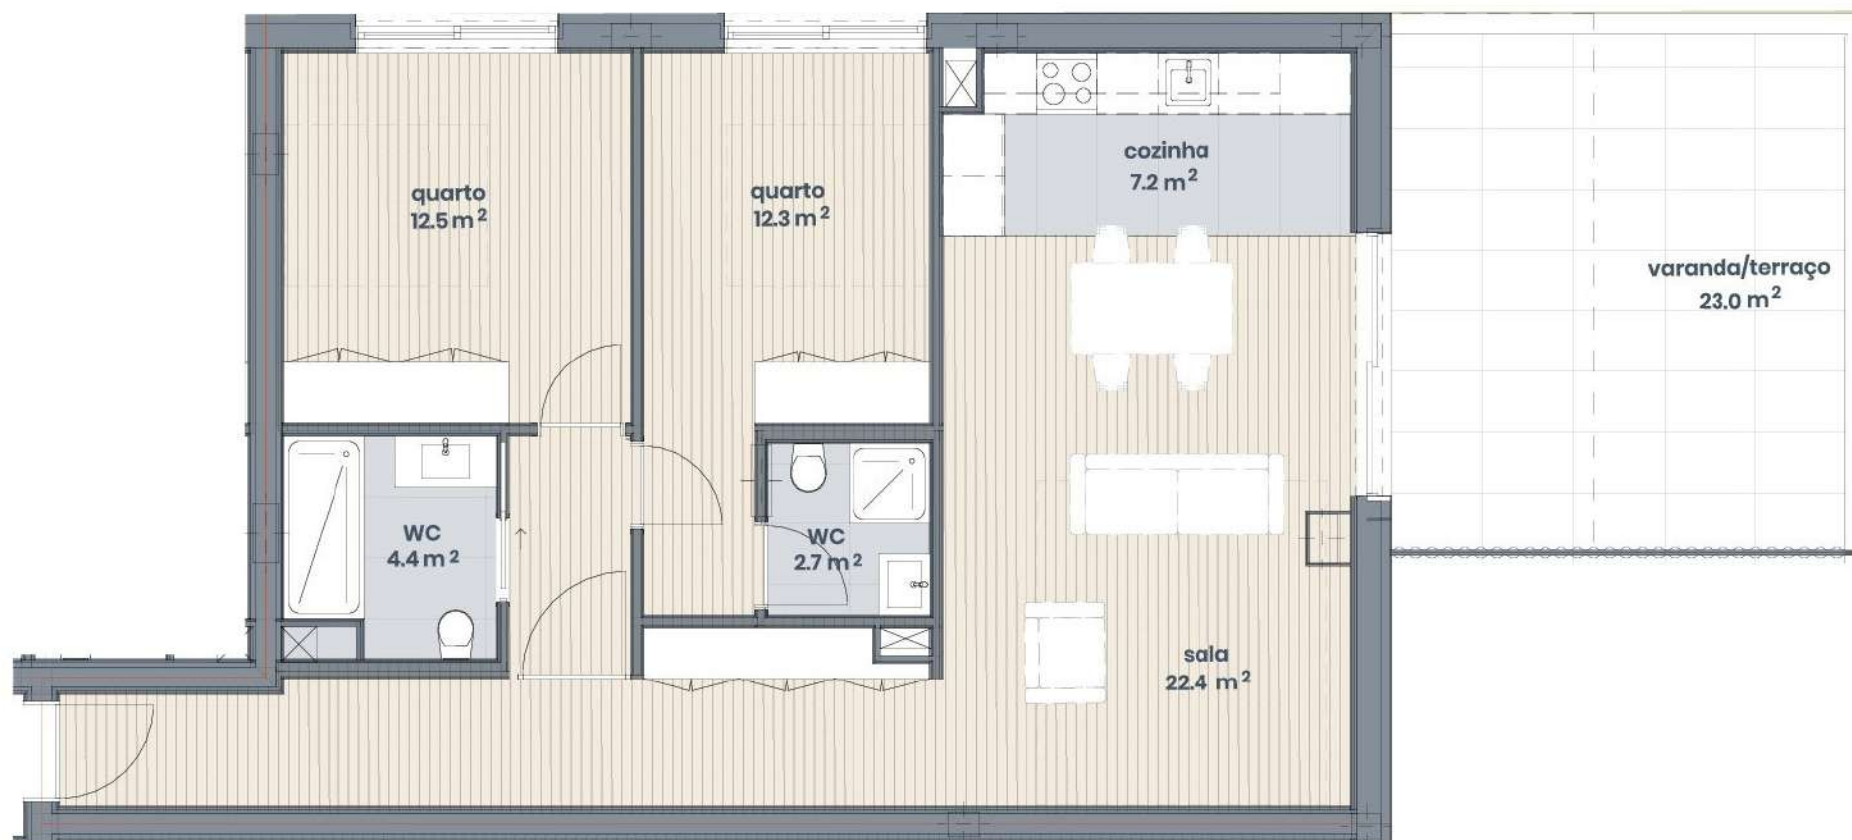 quarto
12.5 m²
quarto
12.3 m²
cozinha
7.2 m²
varanda/terraço
23.0 m²
WC
4.4 m²
WC
2.7 m²
sala
22.4 m²